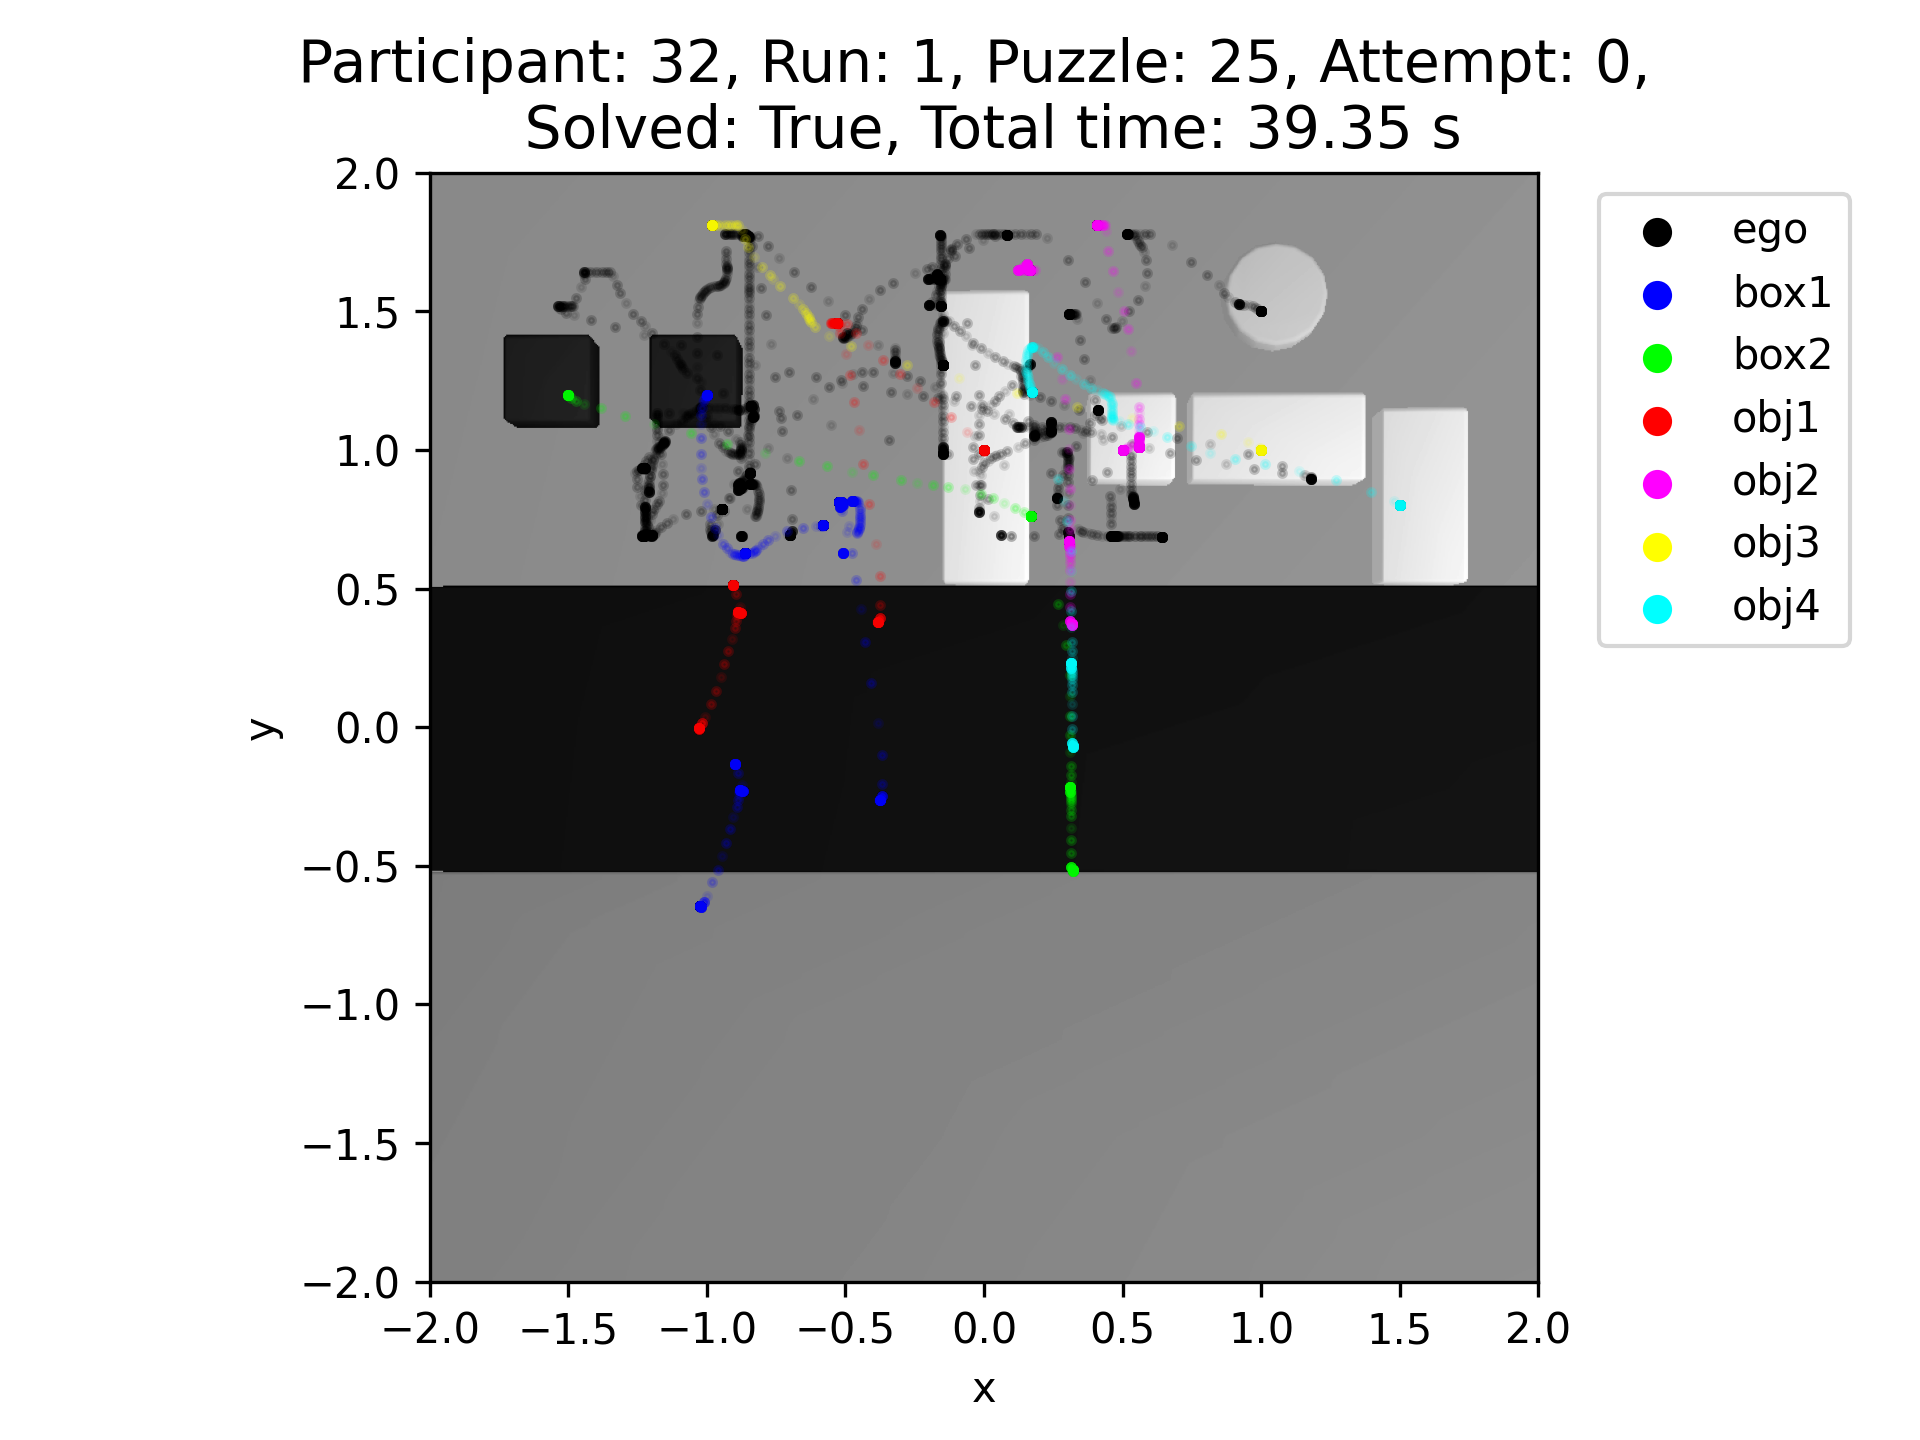 Participant: 32, Run: 1, Puzzle: 25, Attempt: 0,
Solved: True, Total time: 39.35 s
2.0
1.5
1.0
0.5
0.0
−0.5
−1.0
−1.5
−2.0
y
−2.0 −1.5 −1.0 −0.5 0.0 0.5 1.0 1.5 2.0
x
ego
box1
box2
obj1
obj2
obj3
obj4